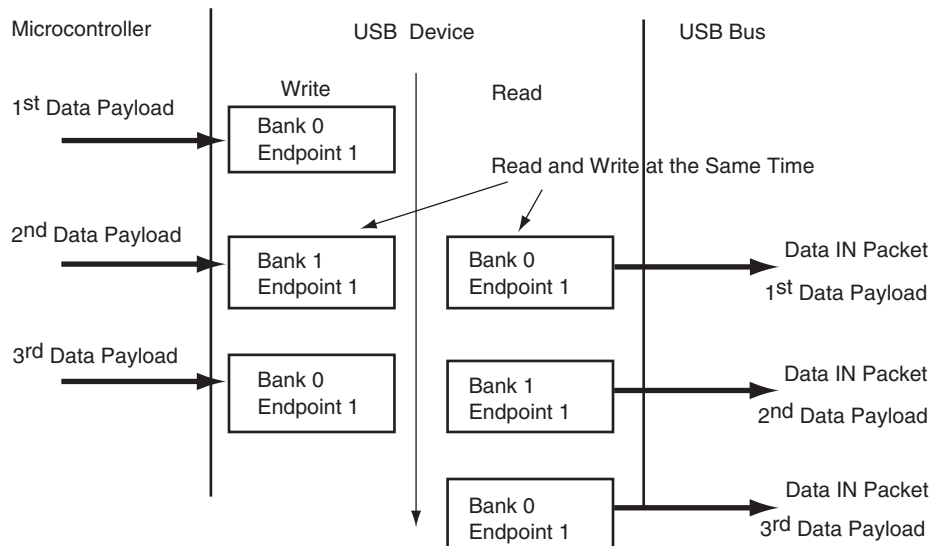 Microcontroller
USB Device
USB Bus
Write
Read
1st Data Payload
Bank 0
Endpoint 1
Read and Write at the Same Time
2nd Data Payload
Bank 1
Endpoint 1
Bank 0
Endpoint 1
Data IN Packet
1st Data Payload
3rd Data Payload
Bank 0
Endpoint 1
Bank 1
Endpoint 1
Data IN Packet
2nd Data Payload
Bank 0
Endpoint 1
Data IN Packet
3rd Data Payload